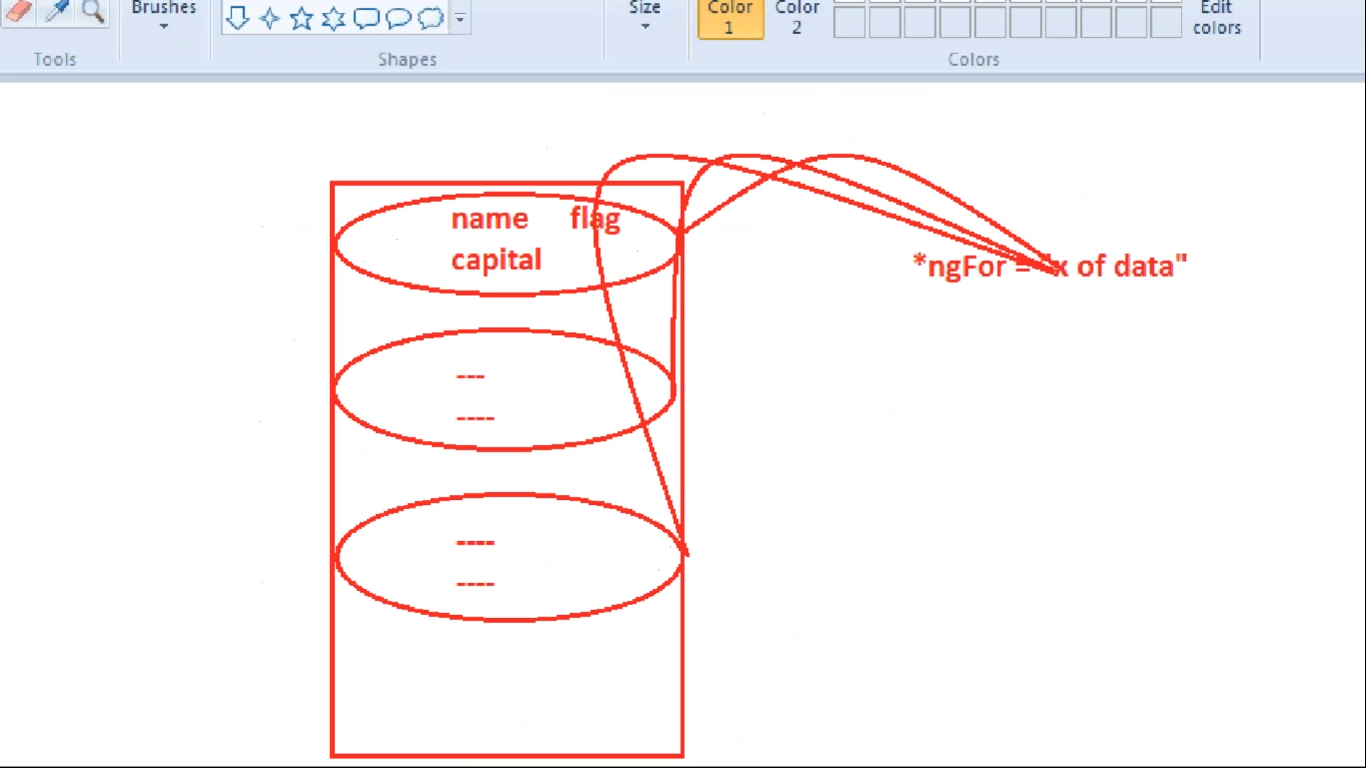 Brushes
Size
Color
1
Color
2
Edit
colors
Tools
Shapes
Colors
name flag
capital
---
----
----
----
*ngFor = "x of data"